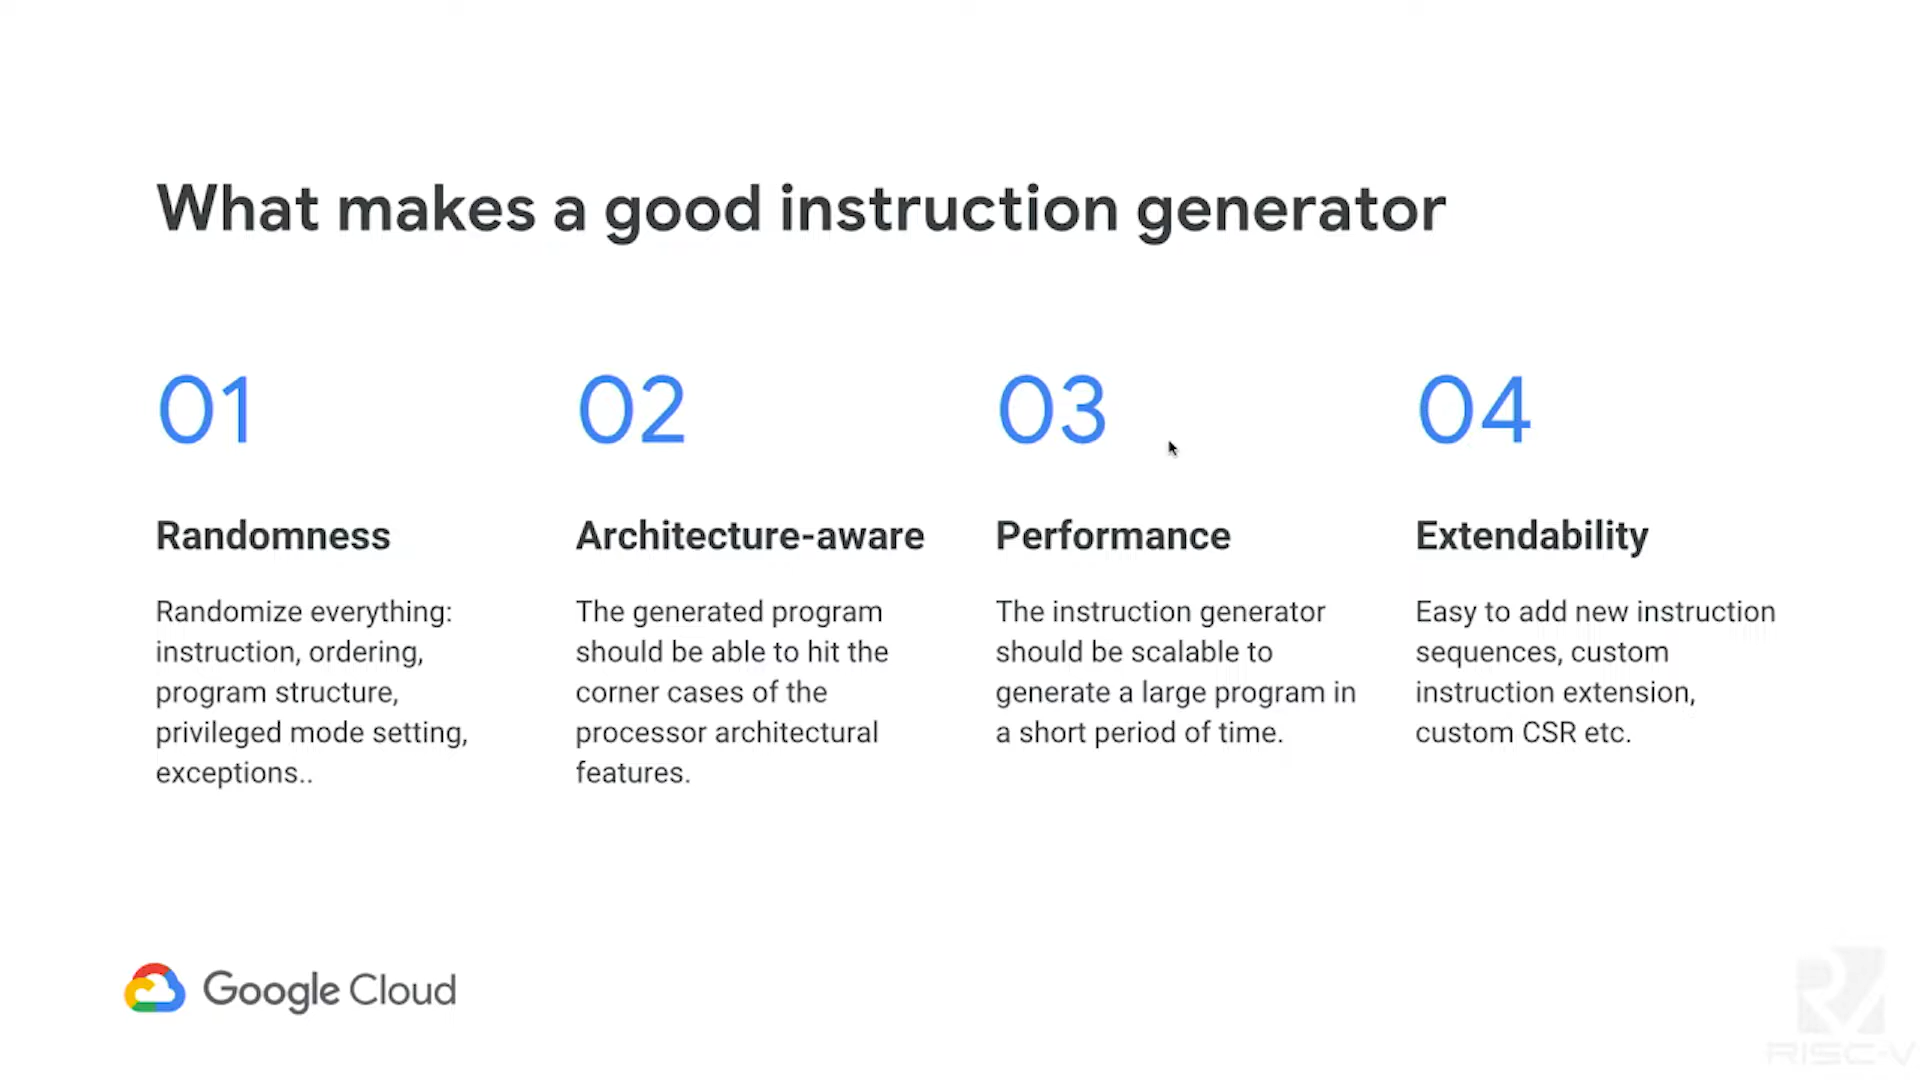 What makes a good instruction generator
01
Randomness
Randomize everything:
instruction, ordering,
program structure,
privileged mode setting,
exceptions..
02
Architecture-aware
The generated program
should be able to hit the
corner cases of the
processor architectural
features.
03
Performance
The instruction generator
should be scalable to
generate a large program in
a short period of time.
04
Extendability
Easy to add new instruction
sequences, custom
instruction extension,
custom CSR etc.
Google Cloud
RISC-V